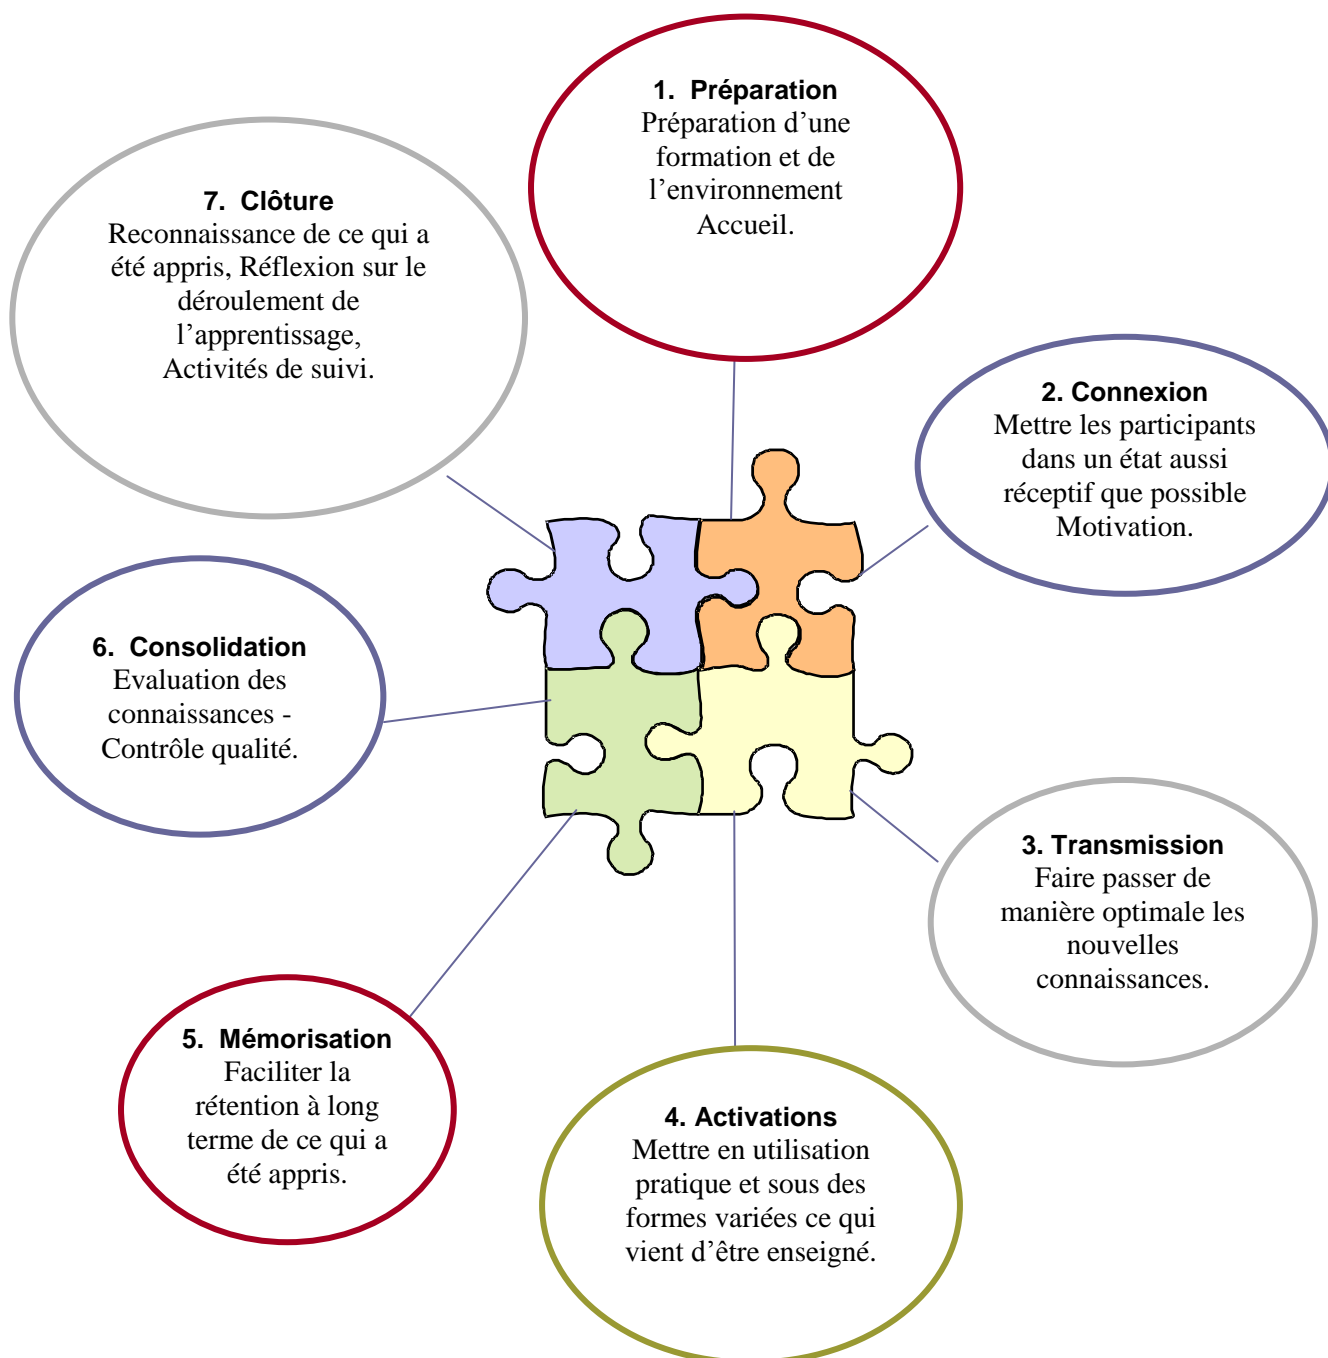 1. Préparation
Préparation d’une
formation et de
l’environnement
Accueil.
2. Connexion
Mettre les participants
dans un état aussi
réceptif que possible
Motivation.
3. Transmission
Faire passer de
manière optimale les
nouvelles
connaissances.
4. Activations
Mettre en utilisation
pratique et sous des
formes variées ce qui
vient d’être enseigné.
5. Mémorisation
Faciliter la
rétention à long
terme de ce qui a
été appris.
6. Consolidation
Evaluation des
connaissances -
Contrôle qualité.
7. Clôture
Reconnaissance de ce qui a
été appris, Réflexion sur le
déroulement de
l’apprentissage,
Activités de suivi.